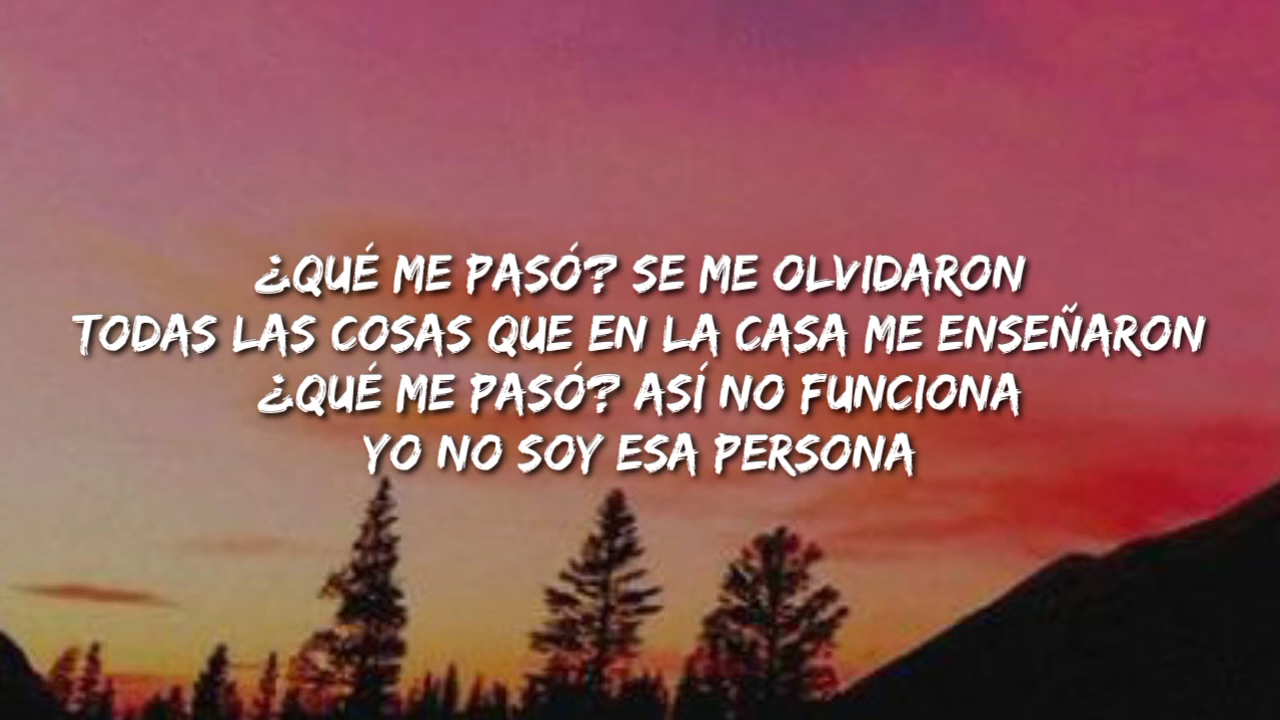 ¿QUÉ ME PASÓ? SE ME OLVIDARON
TODAS LAS COSAS QUE EN LA CASA ME ENSEÑARON
¿QUÉ ME PASÓ? ASÍ NO FUNCIONA
YO NO SOY ESA PERSONA